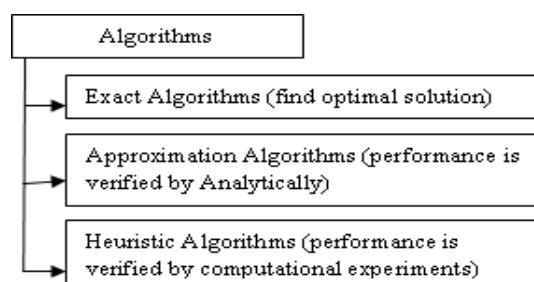 Algorithms
Exact Algorithms (find optimal solution)
Approximation Algorithms (performance is
verified by Analytically)
Heuristic Algorithms (performance is
verified by computational experiments)